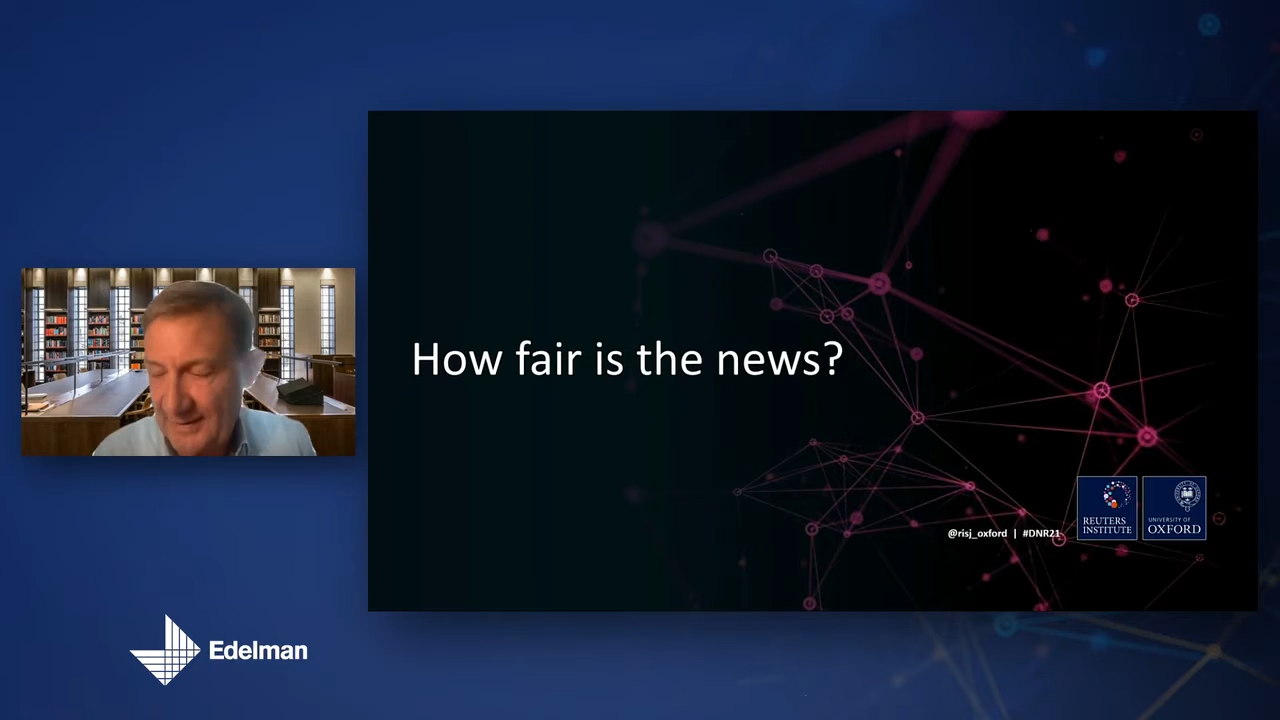 How fair is the news?
@risj_oxford | #DNR21
REUTERS
INSTITUTE
UNIVERSITY OF
OXFORD
Edelman